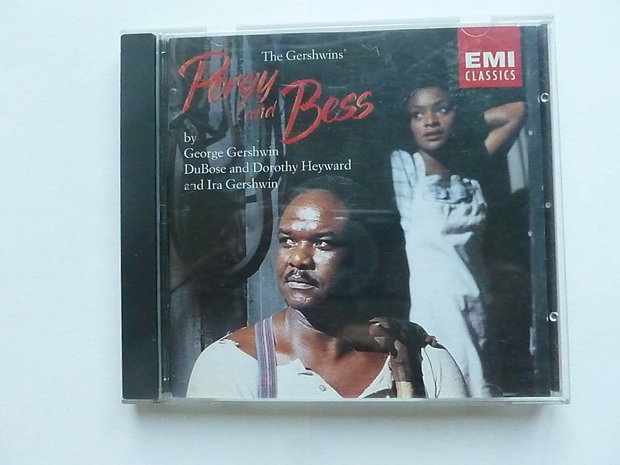 The Gershwins'
Porgy
and Bess
by
George Gershwin
DuBose and Dorothy Heyward
and Ira Gershwin
EMI
CLASSICS